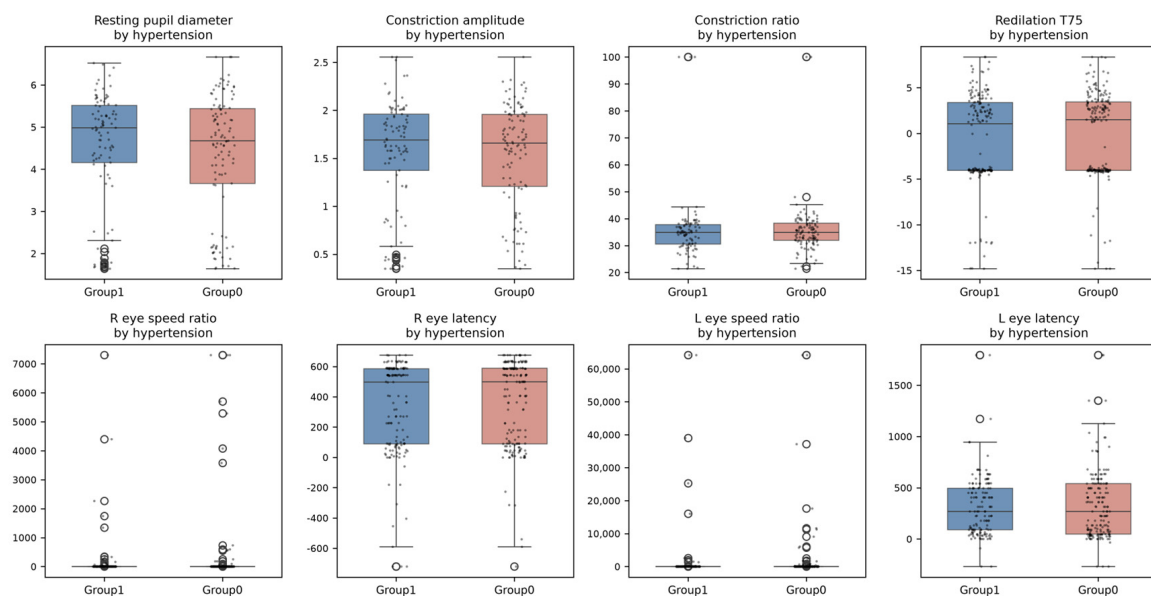 Resting pupil diameter
by hypertension
6
5
4
3
2
Group1 Group0
Constriction amplitude
by hypertension
2.5
2.0
1.5
1.0
0.5
Group1 Group0
Constriction ratio
by hypertension
100
90
80
70
60
50
40
30
20
Group1 Group0
Redilation T75
by hypertension
5
0
-5
-10
-15
Group1 Group0
R eye speed ratio
by hypertension
7000
6000
5000
4000
3000
2000
1000
0
Group1 Group0
R eye latency
by hypertension
600
400
200
0
-200
-400
-600
Group1 Group0
L eye speed ratio
by hypertension
60,000
50,000
40,000
30,000
20,000
10,000
0
Group1 Group0
L eye latency
by hypertension
1500
1000
500
0
Group1 Group0